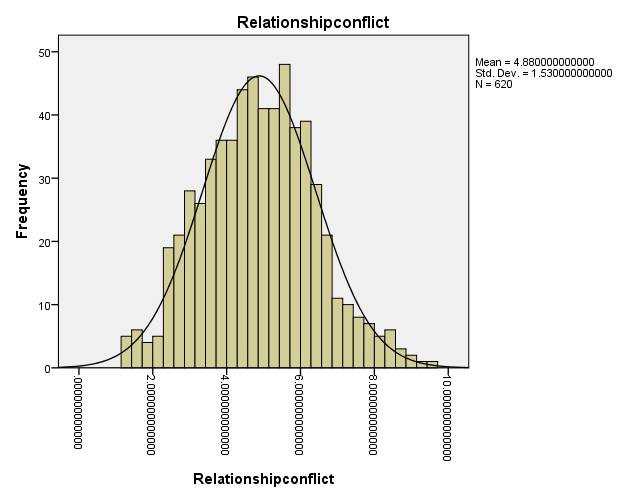 Relationshipconflict
Mean = 4.880000000000
Std. Dev. = 1.530000000000
N = 620
Frequency
50
40
30
20
10
0
.000000000000
2.000000000000
4.000000000000
6.000000000000
8.000000000000
10.000000000000
Relationshipconflict